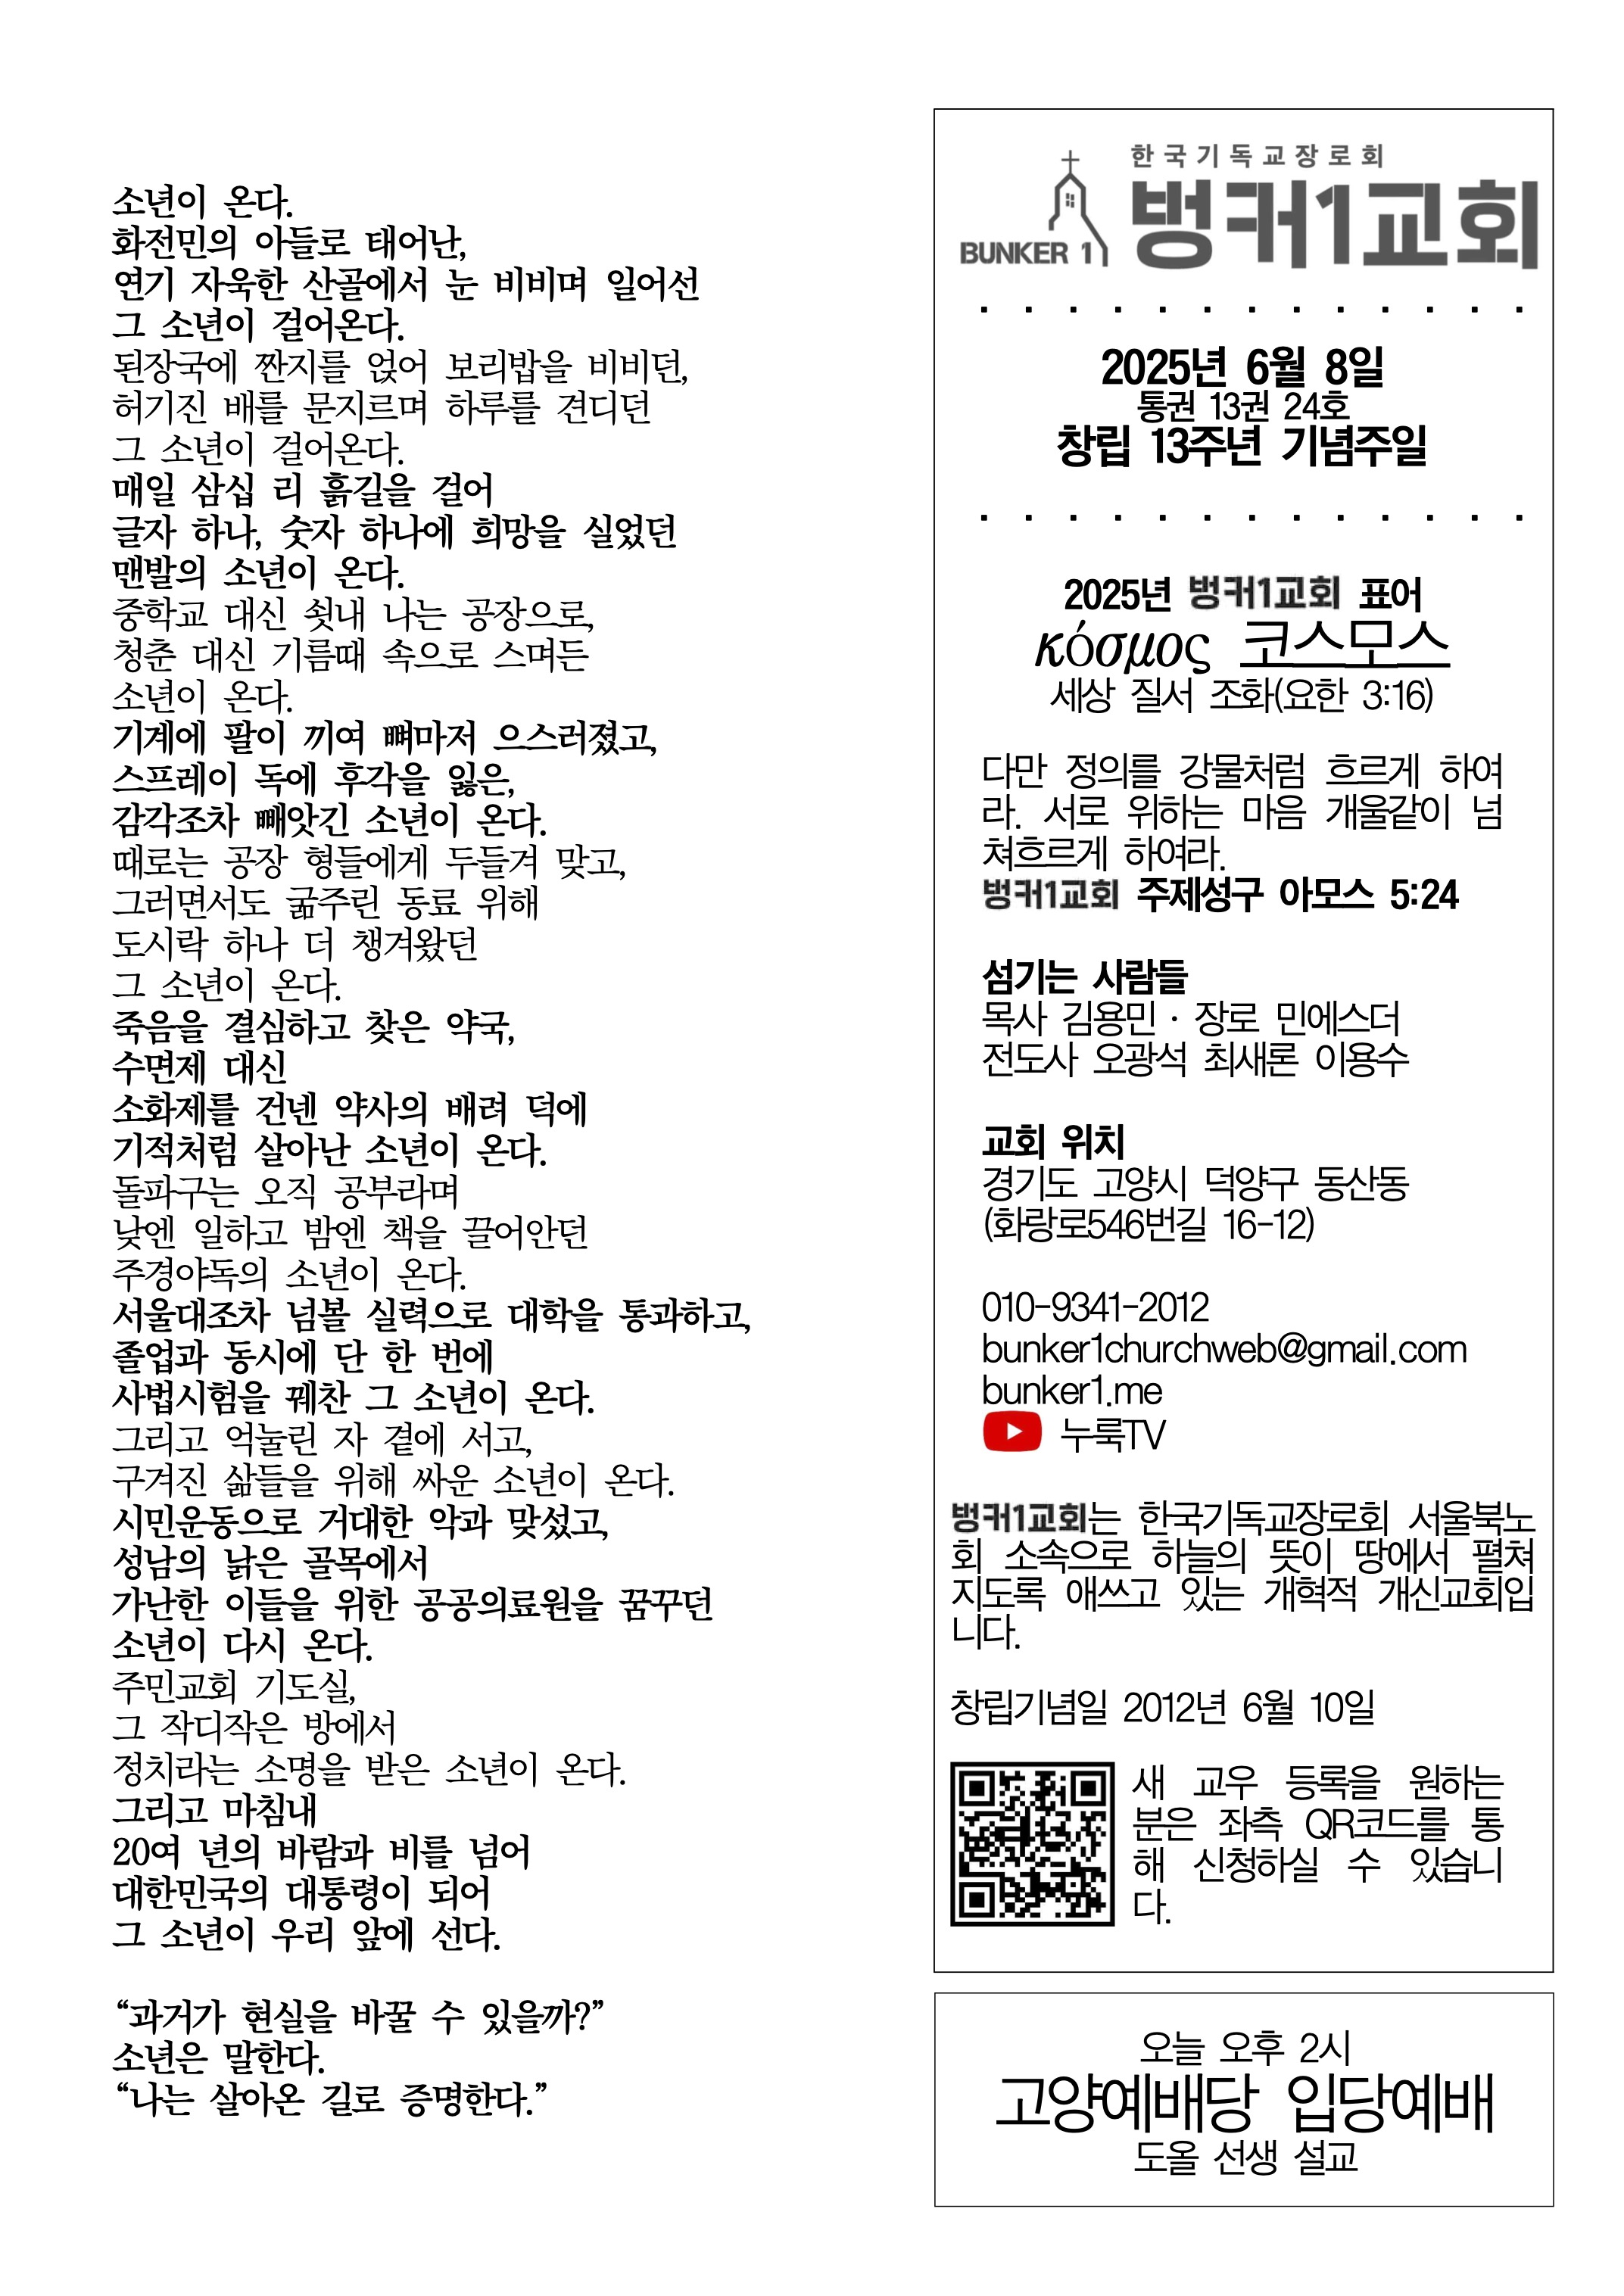 소년이 온다.
화전민의 아들로 태어난,
연기 자욱한 산골에서 눈 비비며 일어선
그 소년이 걸어온다.
된장국에 짠지를 얹어 보리밥을 비비던,
허기진 배를 문지르며 하루를 견디던
그 소년이 걸어온다.
매일 삼십 리 흙길을 걸어
글자 하나, 숫자 하나에 희망을 실었던
맨발의 소년이 온다.
중학교 대신 쇳내 나는 공장으로,
청춘 대신 기름때 속으로 스며든
소년이 온다.
기계에 팔이 끼여 뼈마저 으스러졌고,
스프레이 독에 후각을 잃은,
감각조차 빼앗긴 소년이 온다.
때로는 공장 형들에게 두들겨 맞고,
그러면서도 굶주린 동료 위해
도시락 하나 더 챙겨왔던
그 소년이 온다.
죽음을 결심하고 찾은 약국,
수면제 대신
소화제를 건넨 약사의 배려 덕에
기적처럼 살아난 소년이 온다.
돌파구는 오직 공부라며
낮엔 일하고 밤엔 책을 끌어안던
주경야독의 소년이 온다.
서울대조차 넘볼 실력으로 대학을 통과하고,
졸업과 동시에 단 한 번에
사법시험을 꿰찬 그 소년이 온다.
그리고 억눌린 자 곁에 서고,
구겨진 삶들을 위해 싸운 소년이 온다.
시민운동으로 거대한 악과 맞섰고,
성남의 낡은 골목에서
가난한 이들을 위한 공공의료원을 꿈꾸던
소년이 다시 온다.
주민교회 기도실,
그 작디작은 방에서
정치라는 소명을 받은 소년이 온다.
그리고 마침내
20여 년의 바람과 비를 넘어
대한민국의 대통령이 되어
그 소년이 우리 앞에 선다.
“과거가 현실을 바꿀 수 있을까?”
소년은 말한다.
“나는 살아온 길로 증명한다.”
한국기독교장로회
BUNKER 1 벙커1교회
2025년 6월 8일
통권 13권 24호
창립 13주년 기념주일
2025년 벙커1교회 표어
κόσμος 코스모스
세상 질서 조화(요한 3:16)
다만 정의를 강물처럼 흐르게 하여
라. 서로 위하는 마음 개울같이 넘
쳐흐르게 하여라.
벙커1교회 주제성구 아모스 5:24
섬기는 사람들
목사 김용민 · 장로 민에스더
전도사 오광석 최새론 이용수
교회 위치
경기도 고양시 덕양구 동산동
(화랑로546번길 16-12)
010-9341-2012
bunker1churchweb@gmail.com
bunker1.me
누룩TV
벙커1교회는 한국기독교장로회 서울북노
회 소속으로 하늘의 뜻이 땅에서 펼쳐
지도록 애쓰고 있는 개혁적 개신교회입
니다.
창립기념일 2012년 6월 10일
새 교우 등록을 원하는
분은 좌측 QR코드를 통
해 신청하실 수 있습니
다.
오늘 오후 2시
고양예배당 입당예배
도올 선생 설교